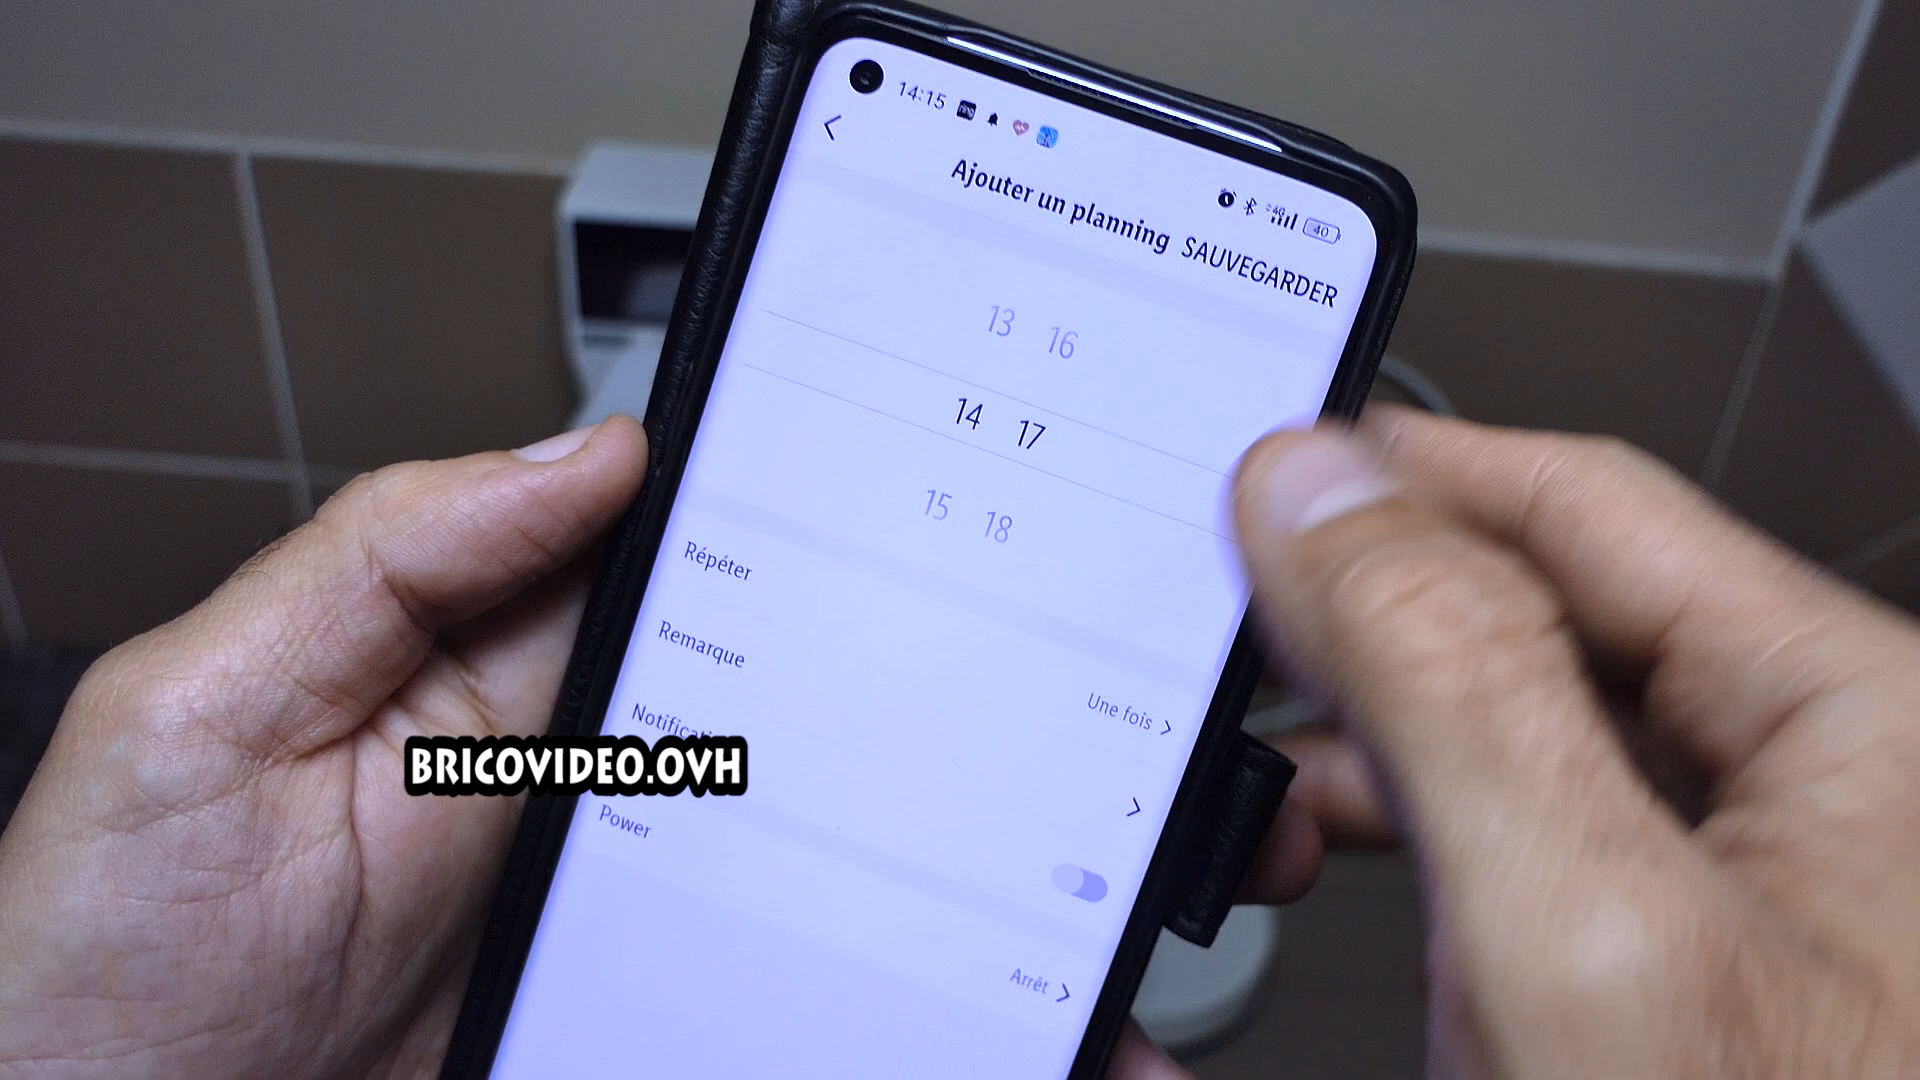 14:15
40
Ajouter un planning SAUVEGARDER
13 16
14 17
15 18
Répéter
Une fois
Remarque
BRICOVIDEO.OVH
Power
Arrêt